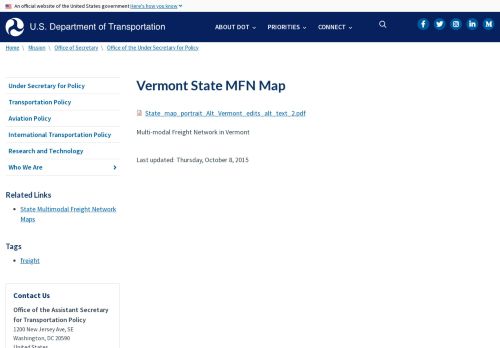 An official website of the United States government Here's how you know
U.S. Department of Transportation
ABOUT DOT
PRIORITIES
CONNECT
Home \ Mission \ Office of Secretary \ Office of the Under Secretary for Policy
Under Secretary for Policy
Transportation Policy
Aviation Policy
International Transportation Policy
Research and Technology
Who We Are
Related Links
State Multimodal Freight Network
Maps
Tags
freight
Contact Us
Office of the Assistant Secretary
for Transportation Policy
1200 New Jersey Ave, SE
Washington, DC 20590
United States
Vermont State MFN Map
State_map_portrait_Alt_Vermont_edits_alt_text_2.pdf
Multi-modal Freight Network in Vermont
Last updated: Thursday, October 8, 2015